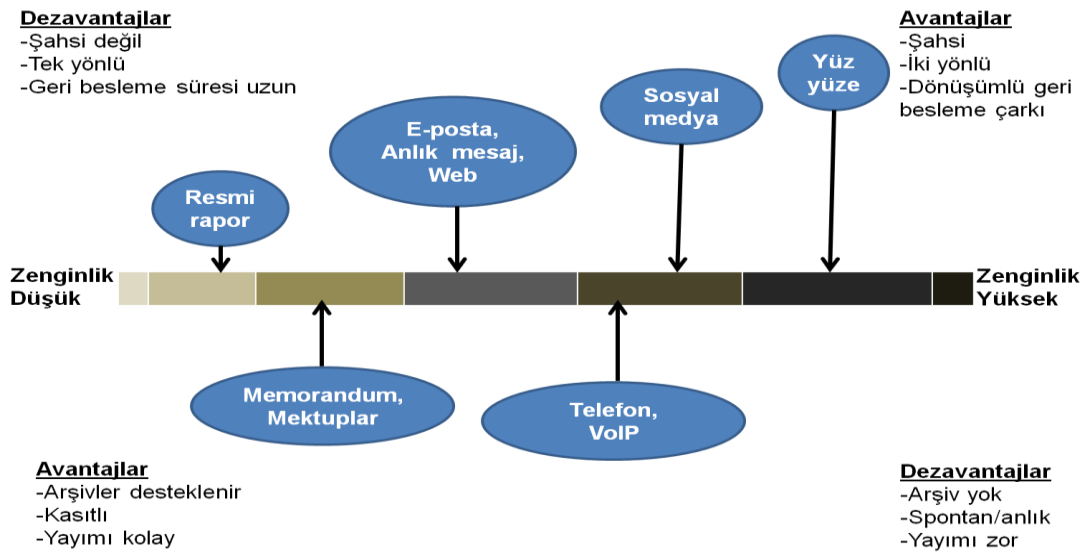 Dezavantajlar
-Şahsi değil
-Tek yönlü
-Geri besleme süresi uzun
Avantajlar
-Şahsi
-İki yönlü
-Dönüşümlü geri
besleme çarkı
Resmi
rapor
E-posta,
Anlık mesaj,
Web
Sosyal
medya
Yüz
yüze
Zenginlik
Düşük
Zenginlik
Yüksek
Memorandum,
Mektuplar
Telefon,
VoIP
Avantajlar
-Arşivler desteklenir
-Kasıtlı
-Yayımı kolay
Dezavantajlar
-Arşiv yok
-Spontan/anlık
-Yayımı zor